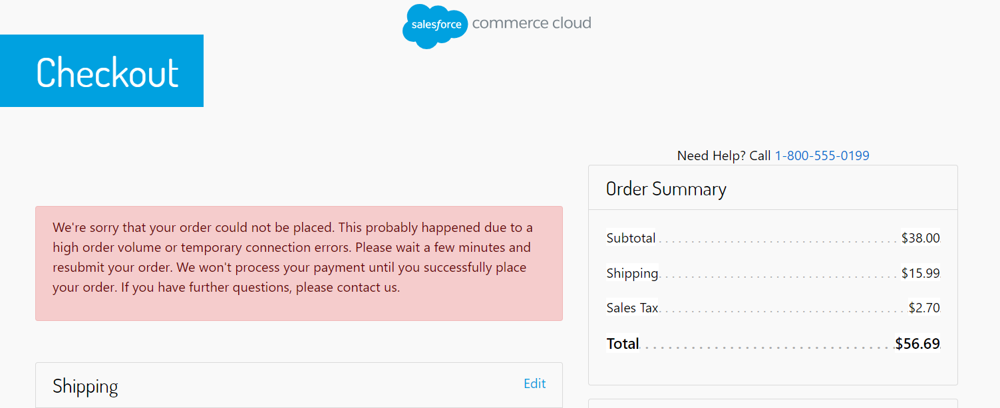 salesforce commerce cloud
Checkout
Need Help? Call 1-800-555-0199
We're sorry that your order could not be placed. This probably happened due to a
high order volume or temporary connection errors. Please wait a few minutes and
resubmit your order. We won't process your payment until you successfully place
your order. If you have further questions, please contact us.
Shipping Edit
Order Summary
Subtotal $38.00
Shipping $15.99
Sales Tax $2.70
Total $56.69